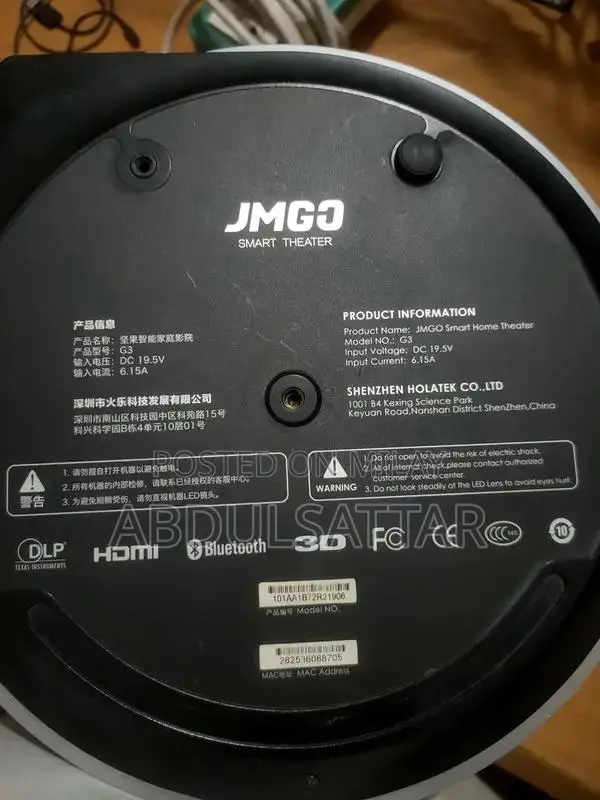 JMGO
SMART THEATER
产品信息
产品名称: 坚果智能家庭影院
产品型号: G3
输入电压: DC 19.5V
输入电流: 6.15A
深圳市火乐科技发展有限公司
深圳市南山区科技园中区科苑路15号
科兴科学园B栋4单元10层01号
PRODUCT INFORMATION
Product Name: JMGO Smart Home Theater
Model NO.: G3
Input Voltage: DC 19.5V
Input Current: 6.15A
SHENZHEN HOLATEK CO.,LTD
1001 B4 Kexing Science Park
Keyuan Road,Nanshan District ShenZhen,China
警告
1. 请勿擅自打开机器以避免触电。
2. 所有机器的内部检修, 请联系已经授权的客服中心。
3. 为避免眼睛受伤, 请勿直视机器LED镜头。
WARNING
1. Do not open to avoid the risk of electric shock.
2. All of internal check,please contact authorized
customer service center.
3. Do not look steadily at the LED Lens to avoid eyes hurt.
POSTED ON
ABDULSATTAR
DLP
TEXAS INSTRUMENTS
HDMI
Bluetooth
3D
FC
CE
CCC
10
101AA1B72R21906
产品编号 Model NO.
282536088705
MAC地址 MAC Address